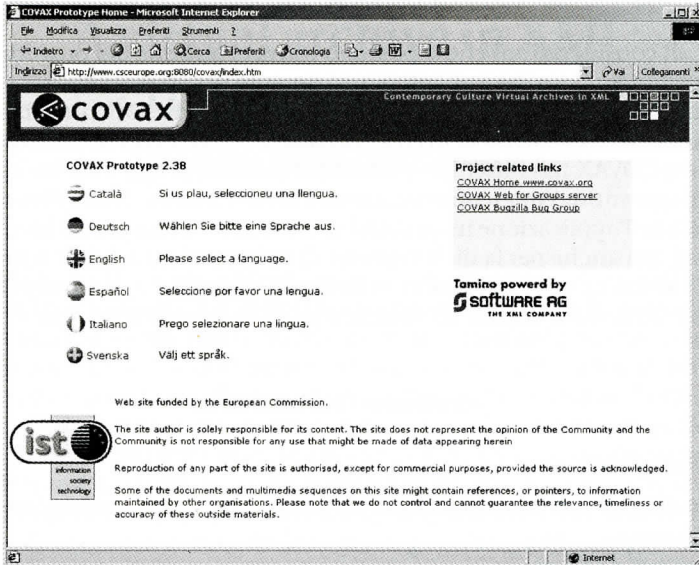 COVAX Prototype Home - Microsoft Internet Explorer
File Modifica Visualizza Preferiti Strumenti ?
Indietro Cerca Preferiti Cronologia
Indirizzo http://www.csceurope.org:8080/covax/index.htm Vai Collegamenti »
covax
Contemporary Culture Virtual Archives in XML
COVAX Prototype 2.38
Català Si us plau, seleccioneu una llengua.
Deutsch Wählen Sie bitte eine Sprache aus.
English Please select a language.
Español Seleccione por favor una lengua.
Italiano Prego selezionare una lingua.
Svenska Välj ett språk.
Project related links
COVAX Home www.covax.org
COVAX Web for Groups server
COVAX Bugzilla Bug Group
Tamino powerd by
SOFTWARE AG
THE XML COMPANY
Web site funded by the European Commission.
The site author is solely responsible for its content. The site does not represent the opinion of the Community and the
Community is not responsible for any use that might be made of data appearing herein
Reproduction of any part of the site is authorised, except for commercial purposes, provided the source is acknowledged.
Some of the documents and multimedia sequences on this site might contain references, or pointers, to information
maintained by other organisations. Please note that we do not control and cannot guarantee the relevance, timeliness or
accuracy of these outside materials.
ist
information
society
technology
Internet